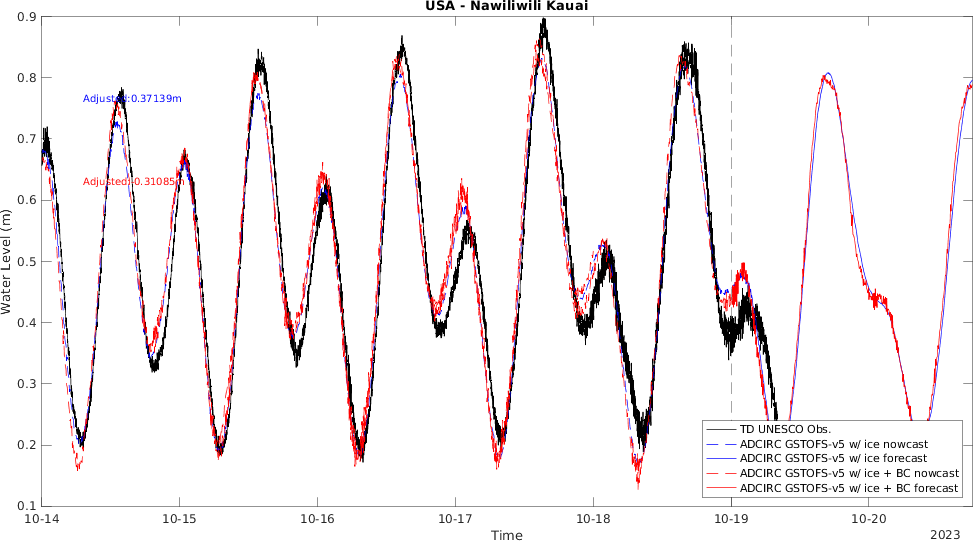 USA - Nawiliwili Kauai
0.9
0.8
0.7
0.6
0.5
0.4
0.3
0.2
0.1
Water Level (m)
Adjusted:0.37139m
Adjusted:-0.31085m
TD UNESCO Obs.
ADCIRC GSTOFS-v5 w/ ice nowcast
ADCIRC GSTOFS-v5 w/ ice forecast
ADCIRC GSTOFS-v5 w/ ice + BC nowcast
ADCIRC GSTOFS-v5 w/ ice + BC forecast
10-14 10-15 10-16 10-17 10-18 10-19 10-20
Time
2023